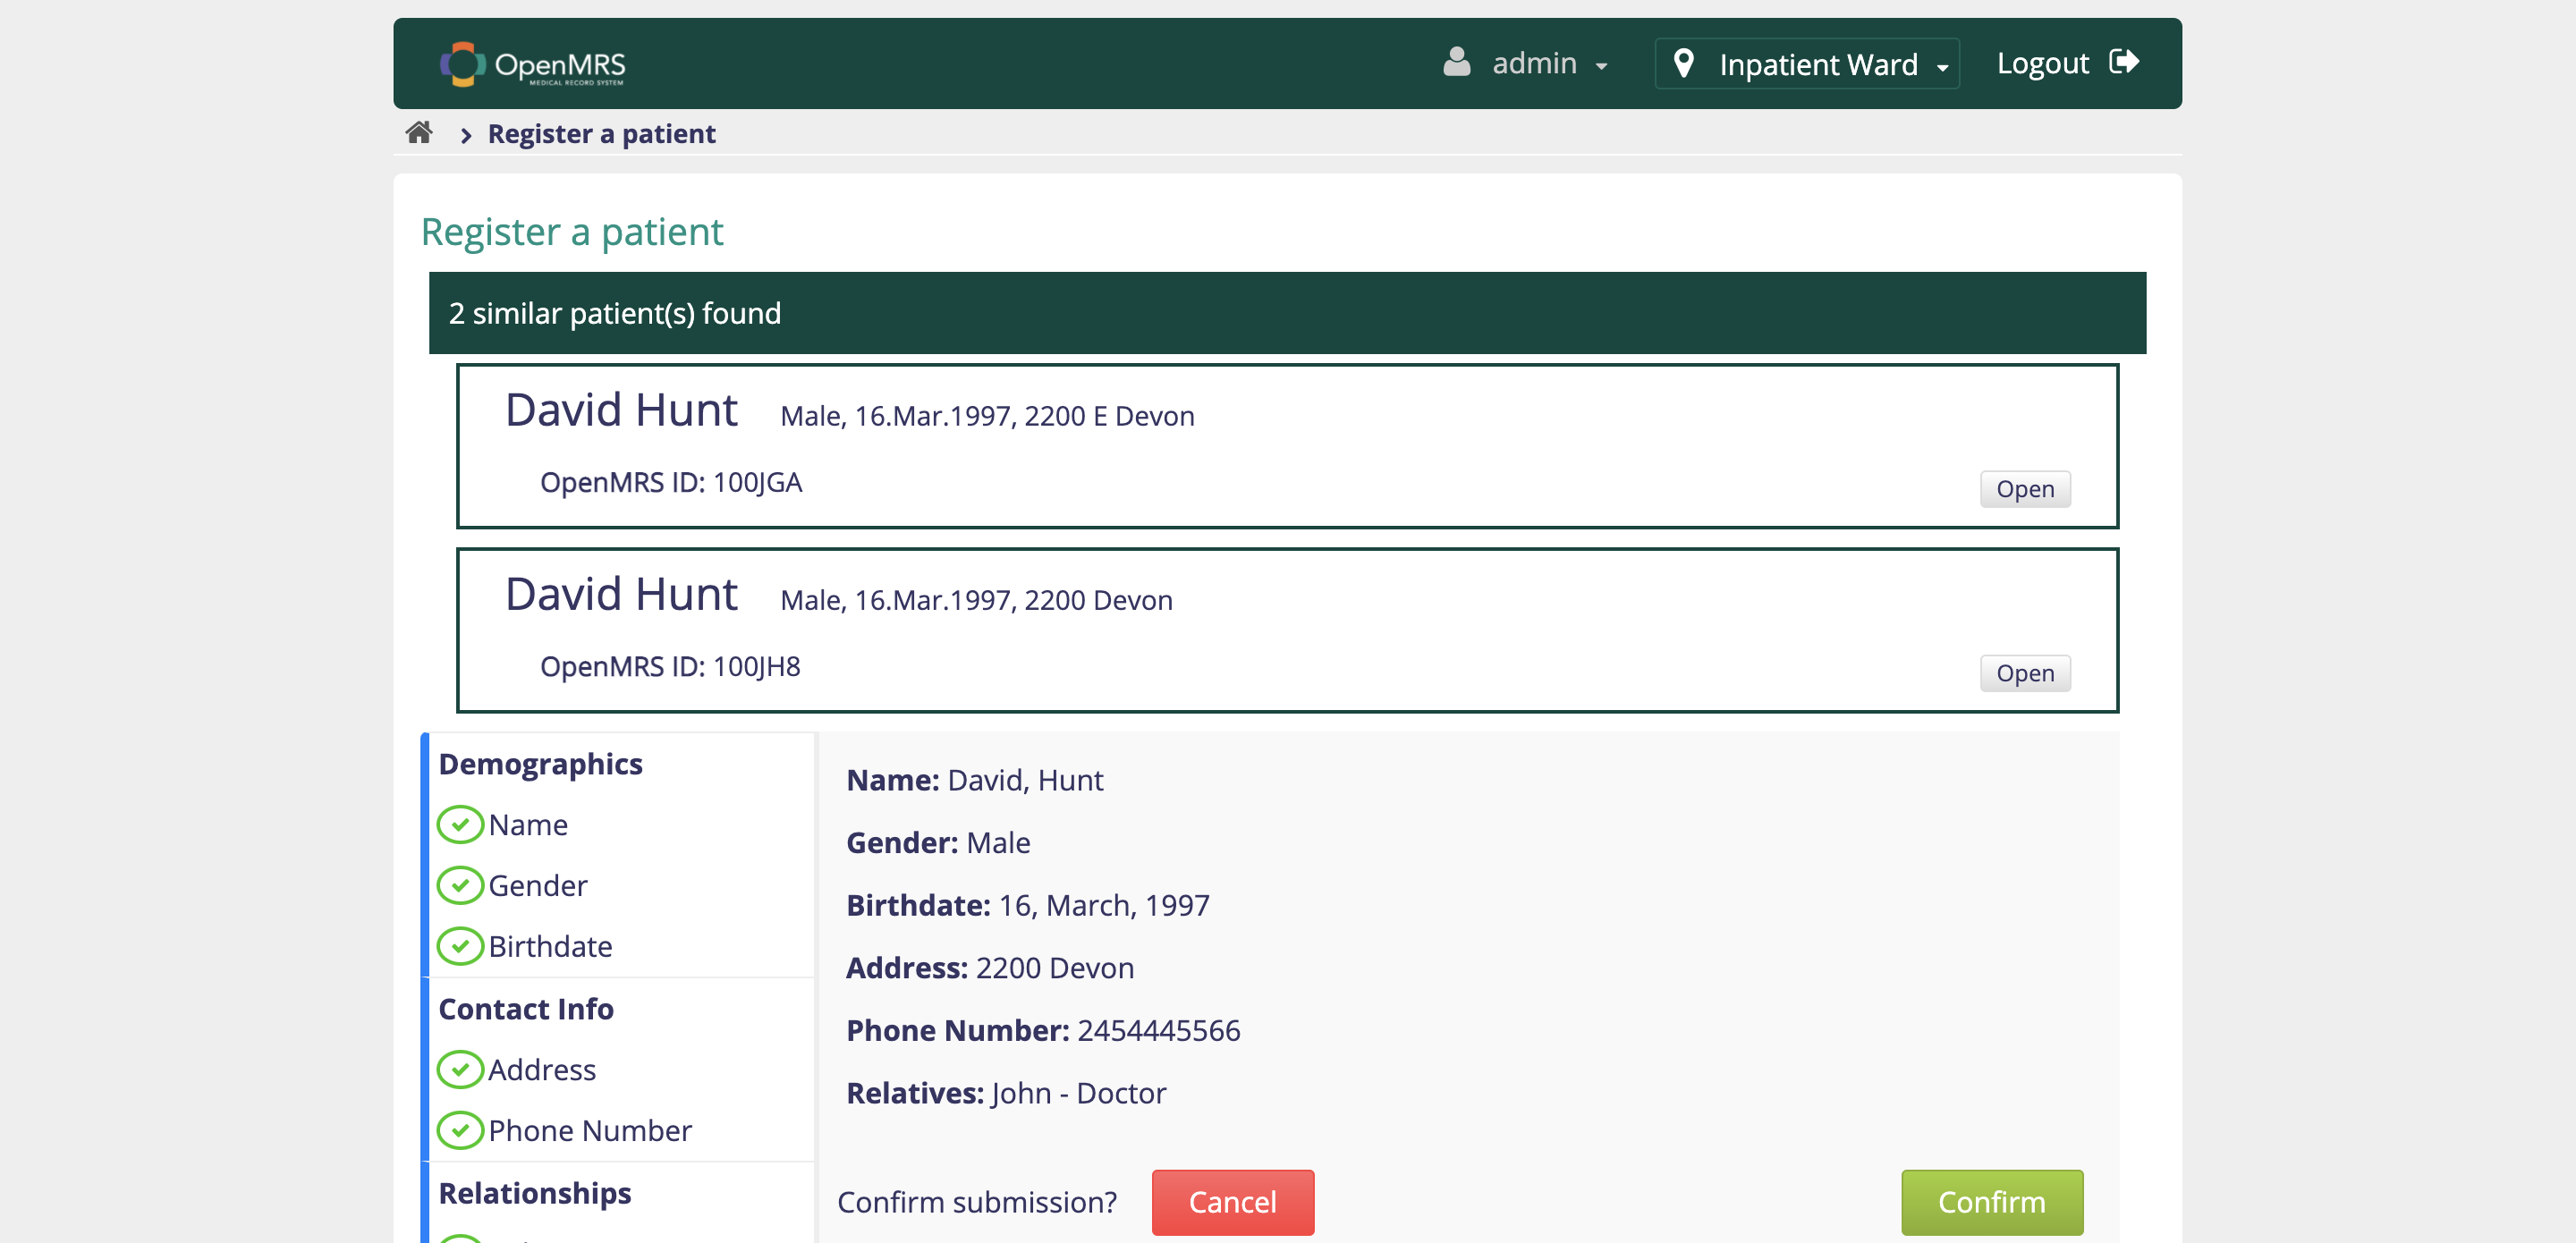 OpenMRS
MEDICAL RECORD SYSTEM
admin
Inpatient Ward
Logout
Register a patient
Register a patient
2 similar patient(s) found
David Hunt Male, 16.Mar.1997, 2200 E Devon
OpenMRS ID: 100JGA
Open
David Hunt Male, 16.Mar.1997, 2200 Devon
OpenMRS ID: 100JH8
Open
Demographics
Name
Gender
Birthdate
Contact Info
Address
Phone Number
Relationships
Name: David, Hunt
Gender: Male
Birthdate: 16, March, 1997
Address: 2200 Devon
Phone Number: 2454445566
Relatives: John - Doctor
Confirm submission?
Cancel
Confirm